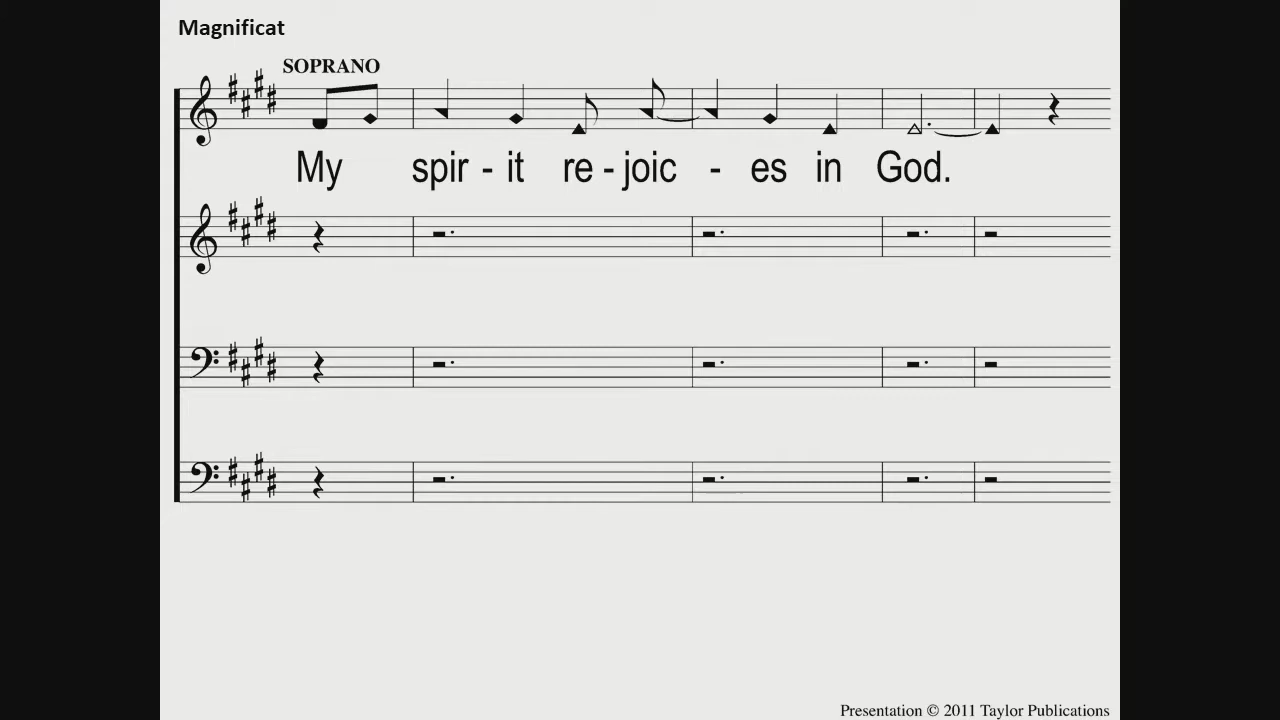 Magnificat
SOPRANO
My spir - it re - joic - es in God.
Presentation © 2011 Taylor Publications